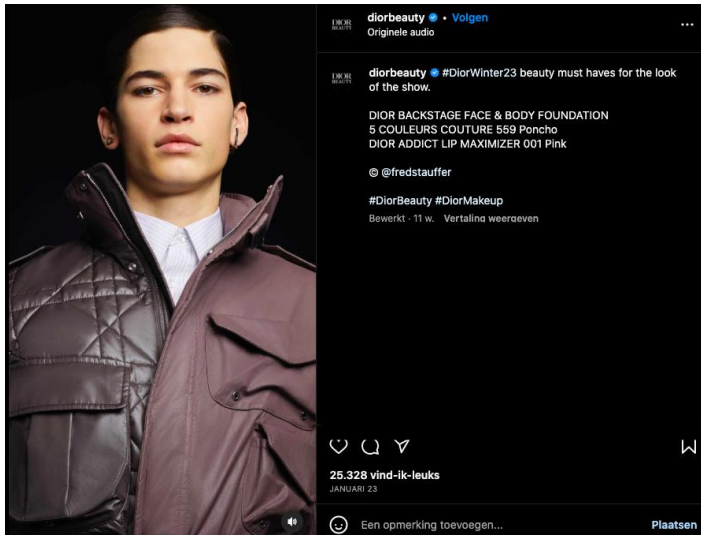 DIOR
BEAUTY
diorbeauty • Volgen
Originele audio
DIOR
BEAUTY
diorbeauty #DiorWinter23 beauty must haves for the look
of the show.
DIOR BACKSTAGE FACE & BODY FOUNDATION
5 COULEURS COUTURE 559 Poncho
DIOR ADDICT LIP MAXIMIZER 001 Pink
© @fredstauffer
#DiorBeauty #DiorMakeup
Bewerkt · 11 w. Vertaling weergeven
25.328 vind-ik-leuks
JANUARI 23
Een opmerking toevoegen... Plaatsen